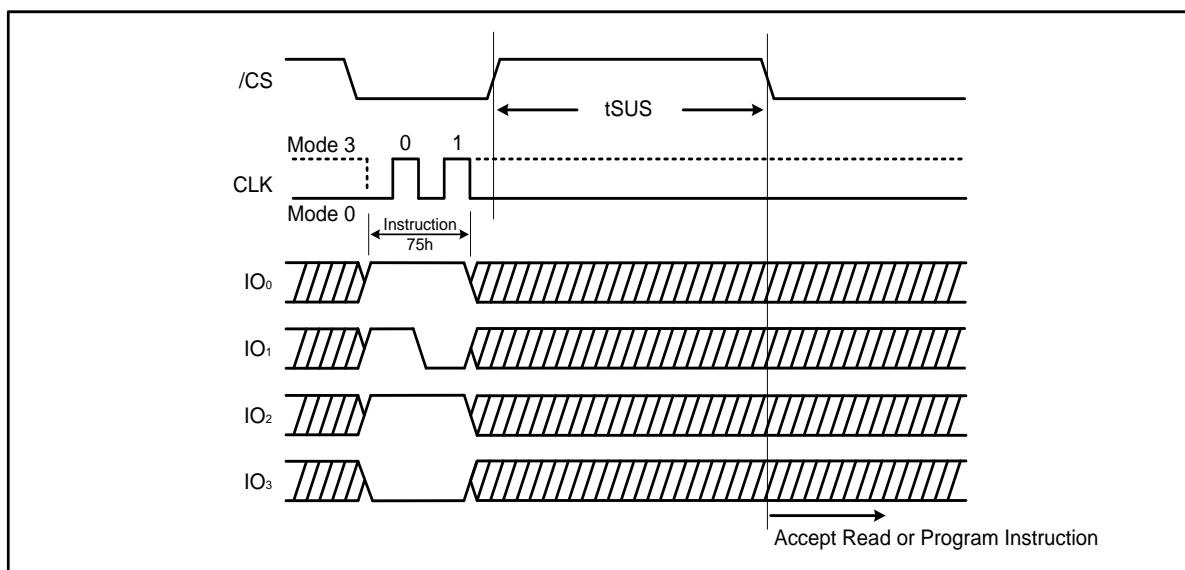 /CS
tSUS
Mode 3
0 1
CLK
Mode 0
Instruction
75h
IO₀
IO₁
IO₂
IO₃
Accept Read or Program Instruction